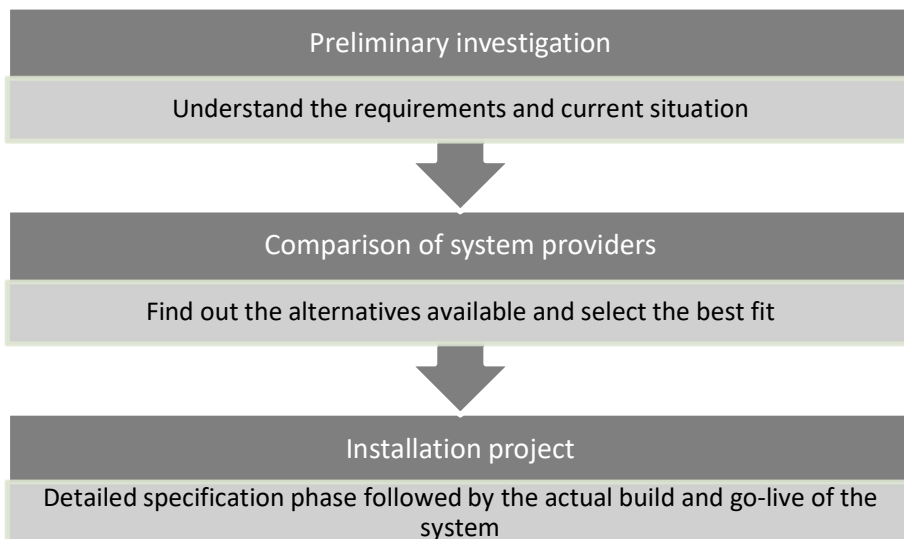 Preliminary investigation
Understand the requirements and current situation
Comparison of system providers
Find out the alternatives available and select the best fit
Installation project
Detailed specification phase followed by the actual build and go-live of the
system